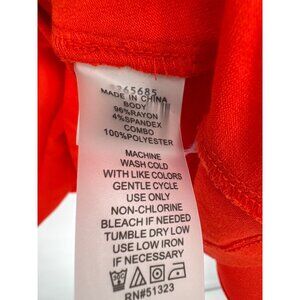 MADE IN CHINA
BODY
96%RAYON
4%SPANDEX
COMBO
100%POLYESTER
MACHINE
WASH COLD
WITH LIKE COLORS
GENTLE CYCLE
USE ONLY
NON-CHLORINE
BLEACH IF NEEDED
TUMBLE DRY LOW
USE LOW IRON
IF NECESSARY
RN#51323